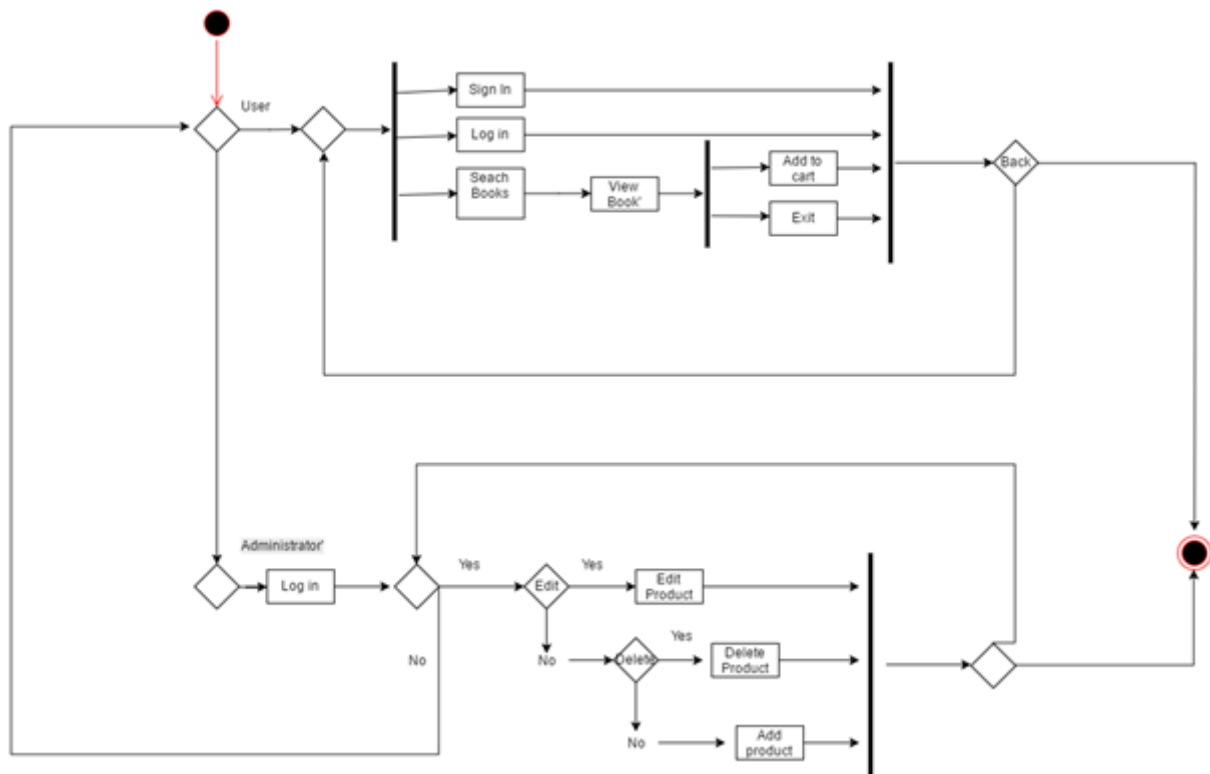 User
Sign In
Log in
Seach
Books
View
Book'
Add to
cart
Exit
Back
Administrator'
Log in
Yes
No
Edit
Yes
Edit
Product
No
Delete
Yes
Delete
Product
No
Add
product